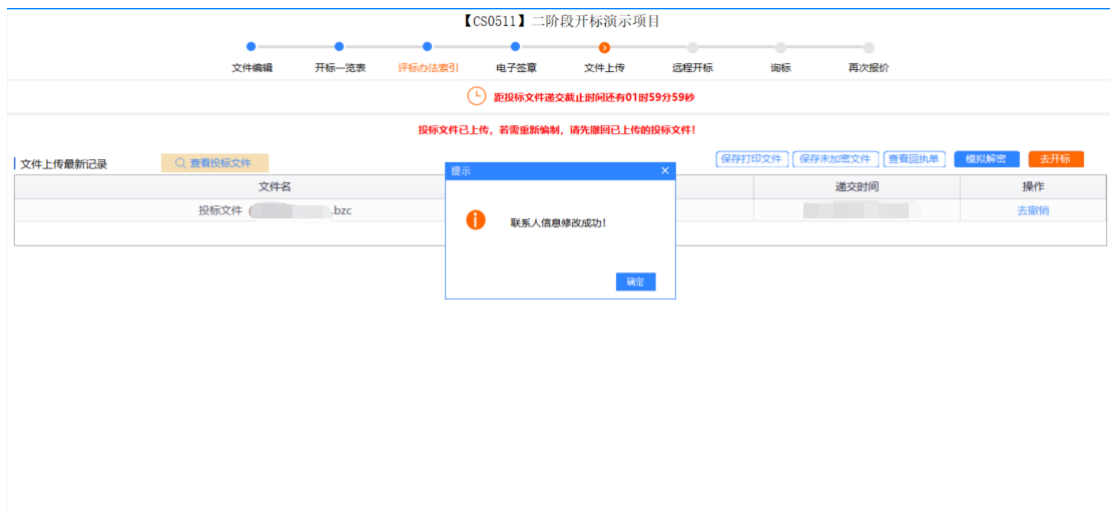 【CS0511】二阶段开标演示项目
文件编辑 开标一览表 评标办法索引 电子签章 文件上传 远程开标 询标 再次报价
距投标文件递交截止时间还有01时59分59秒
投标文件已上传，若需重新编制，请先撤回已上传的投标文件！
文件上传最新记录 查看投标文件 保存打印文件 保存未加密文件 查看回执单 模拟解密 去开标
文件名 递交时间 操作
投标文件 ( .bzc 去撤销
提示
联系人信息修改成功！
确定